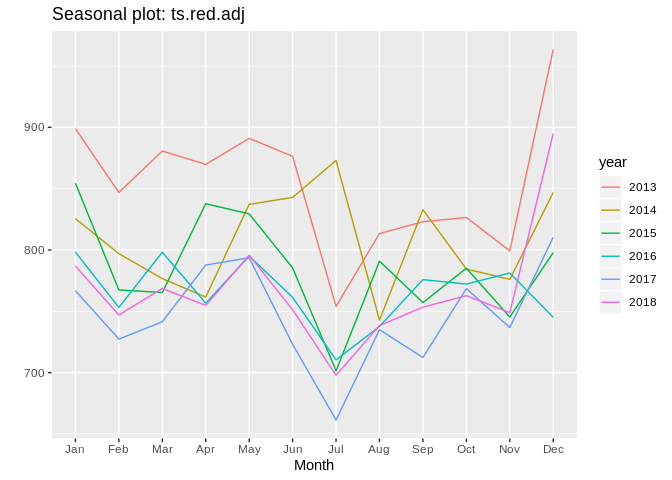 Seasonal plot: ts.red.adj
900
800
700
Jan Feb Mar Apr May Jun Jul Aug Sep Oct Nov Dec
Month
year
2013
2014
2015
2016
2017
2018